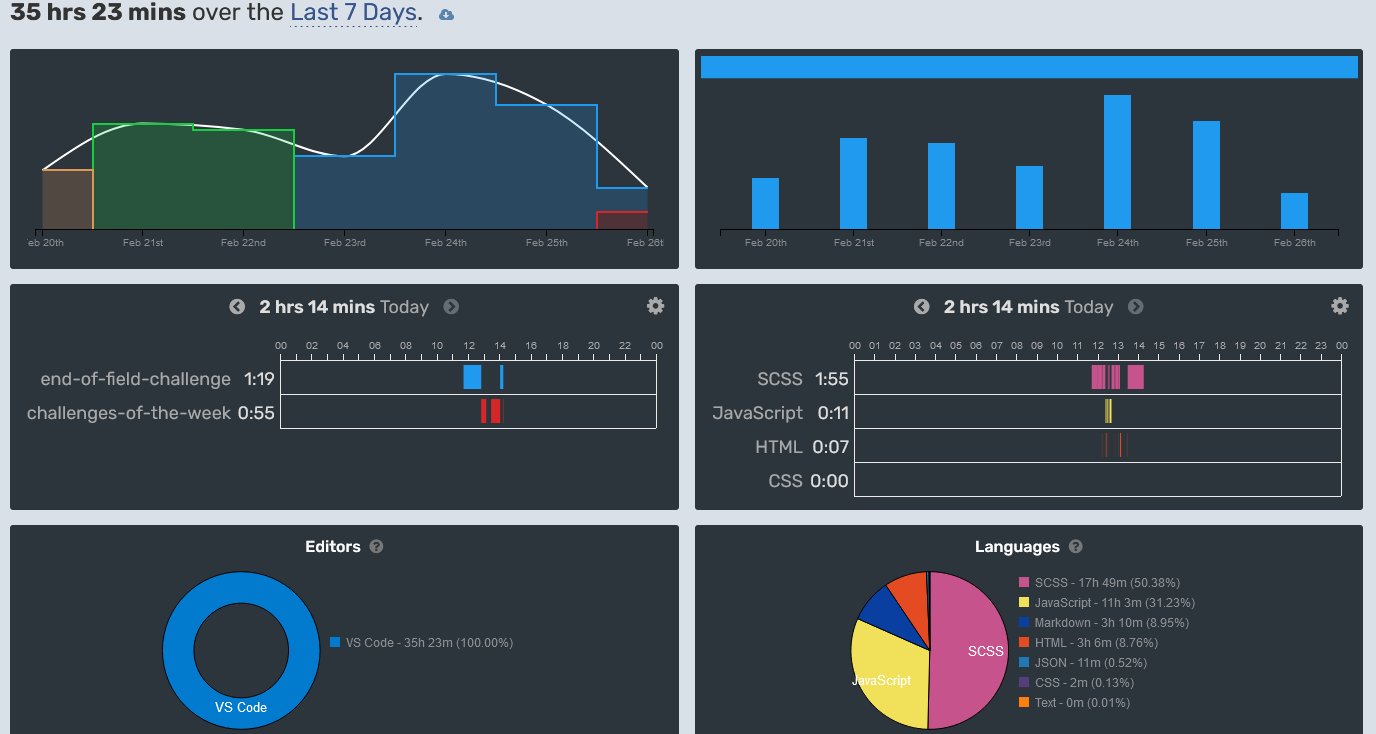 35 hrs 23 mins over the Last 7 Days.
eb 20th Feb 21st Feb 22nd Feb 23rd Feb 24th Feb 25th Feb 26t
Feb 20th Feb 21st Feb 22nd Feb 23rd Feb 24th Feb 25th Feb 26th
2 hrs 14 mins Today
00 02 04 06 08 10 12 14 16 18 20 22 00
end-of-field-challenge 1:19
challenges-of-the-week 0:55
2 hrs 14 mins Today
00 01 02 03 04 05 06 07 08 09 10 11 12 13 14 15 16 17 18 19 20 21 22 23 00
SCSS 1:55
JavaScript 0:11
HTML 0:07
CSS 0:00
Editors ?
VS Code - 35h 23m (100.00%)
VS Code
Languages ?
SCSS - 17h 49m (50.38%)
JavaScript - 11h 3m (31.23%)
Markdown - 3h 10m (8.95%)
HTML - 3h 6m (8.76%)
JSON - 11m (0.52%)
CSS - 2m (0.13%)
Text - 0m (0.01%)
SCSS
JavaScript